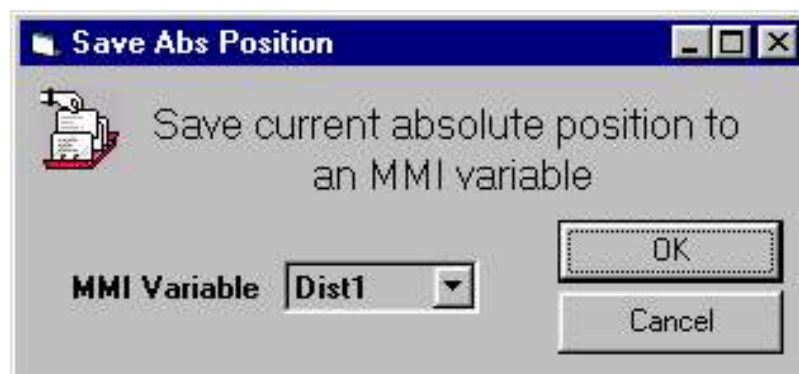 Save Abs Position
Save current absolute position to
an MMI variable
MMI Variable Dist1
OK
Cancel